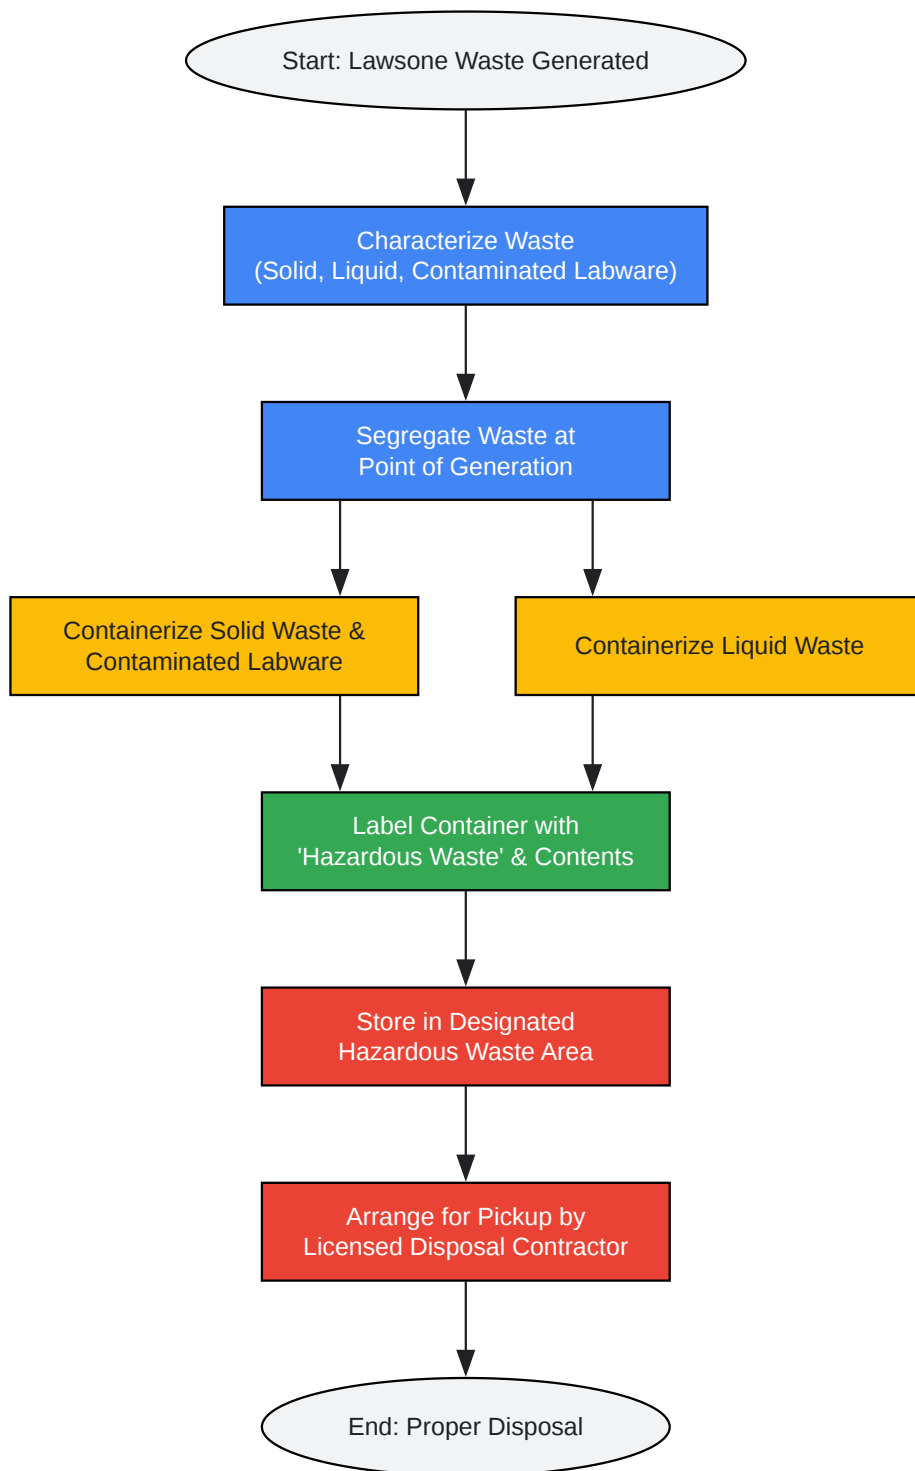 Start: Lawsone Waste Generated
Characterize Waste
(Solid, Liquid, Contaminated Labware)
Segregate Waste at
Point of Generation
Containerize Solid Waste &
Contaminated Labware
Containerize Liquid Waste
Label Container with
'Hazardous Waste' & Contents
Store in Designated
Hazardous Waste Area
Arrange for Pickup by
Licensed Disposal Contractor
End: Proper Disposal